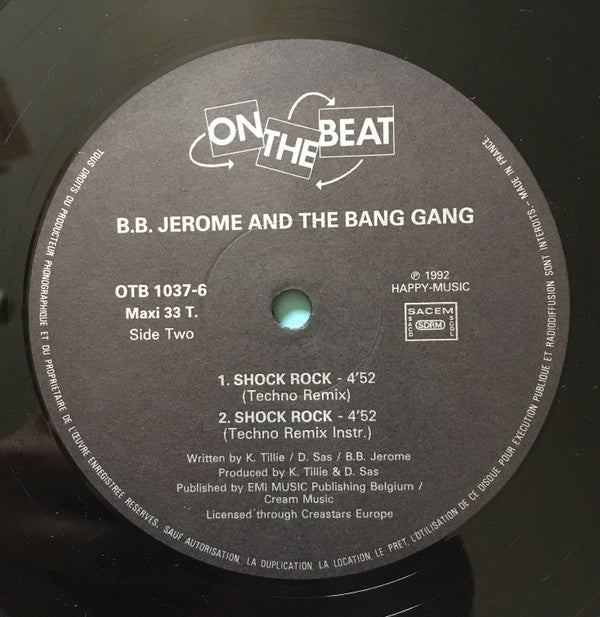 ON
THE
BEAT
B.B. JEROME AND THE BANG GANG
OTB 1037-6
Maxi 33 T.
Side Two
℗ 1992
HAPPY-MUSIC
SACEM
SACD SDRM SCDL
1. SHOCK ROCK - 4'52
(Techno Remix)
2. SHOCK ROCK - 4'52
(Techno Remix Instr.)
Written by K. Tillie / D. Sas / B.B. Jerome
Produced by K. Tillie & D. Sas
Published by EMI MUSIC Publishing Belgium /
Cream Music
Licensed through Creastars Europe
TOUS DROITS DU PRODUCTEUR PHONOGRAPHIQUE ET DU PROPRIETAIRE DE L'ŒUVRE ENREGISTREE RESERVES. SAUF AUTORISATION, LA DUPLICATION, LA LOCATION, LE PRET, L'UTILISATION DE CE DISQUE POUR EXECUTION PUBLIQUE ET RADIODIFFUSION SONT INTERDITS. - MADE IN FRANCE.